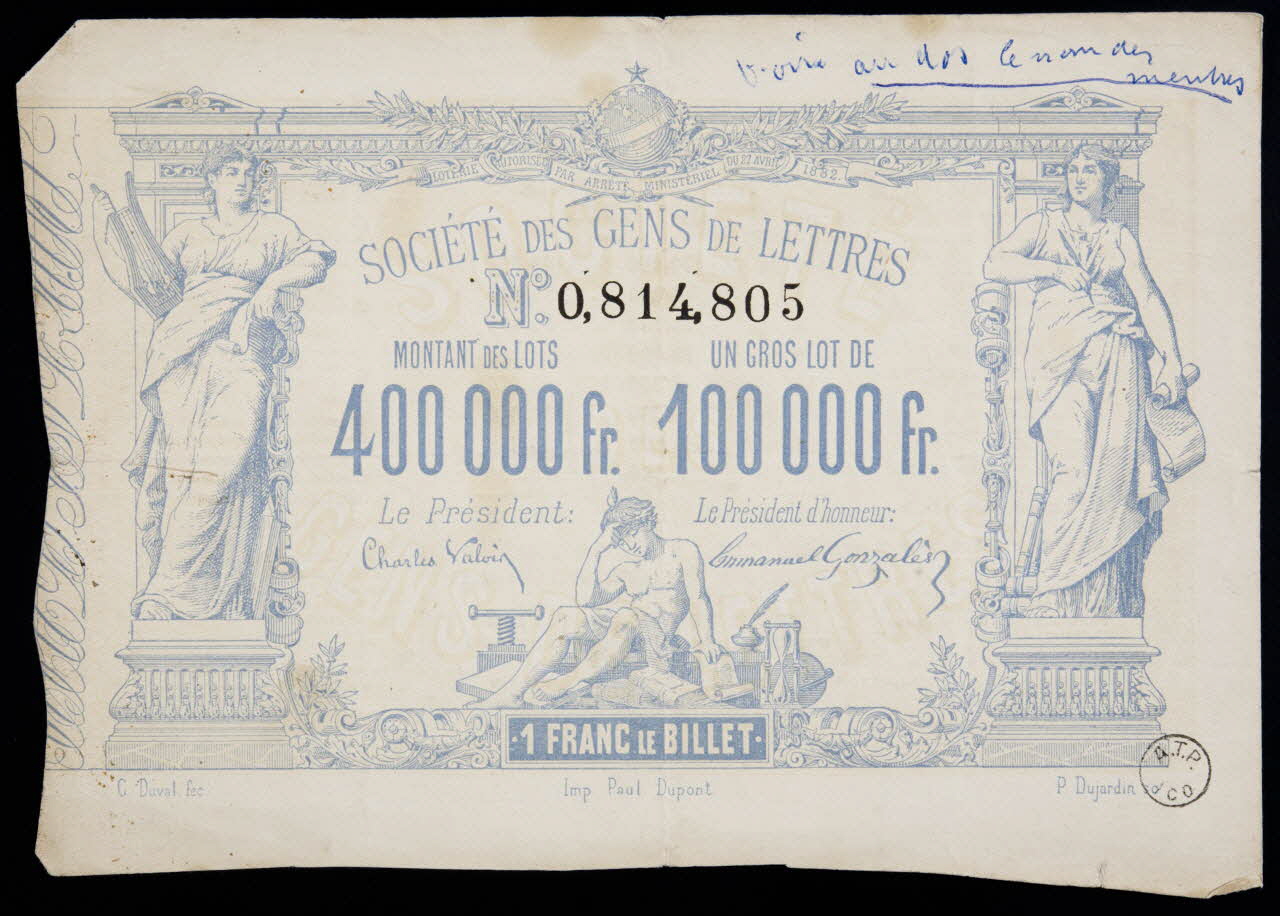 voire au dos le nom des
membres
LOTERIE AUTORISÉE PAR ARRÊTÉ MINISTÉRIEL DU 27 AVRIL 1882.
SOCIÉTÉ DES GENS DE LETTRES
No. 0,814,805
MONTANT DES LOTS UN GROS LOT DE
400 000 fr. 100 000 fr.
Le Président: Le Président d'honneur:
Charles Valois Emmanuel Gonzalès
·1 FRANC LE BILLET·
C. Duval. fec. Imp Paul Dupont P. Dujardin sc
A.T.P.
CO